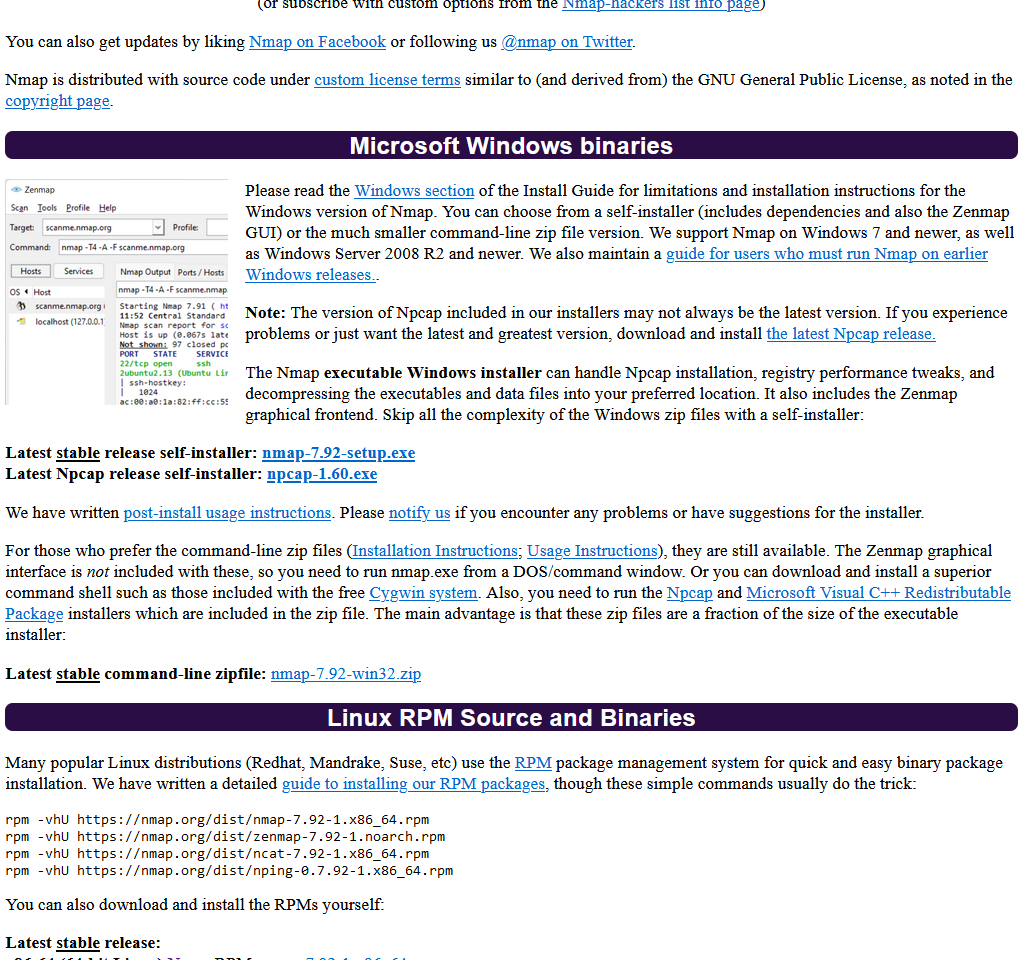 (or subscribe with custom options from the Nmap-hackers list info page)
You can also get updates by liking Nmap on Facebook or following us @nmap on Twitter.
Nmap is distributed with source code under custom license terms similar to (and derived from) the GNU General Public License, as noted in the
copyright page.
Microsoft Windows binaries
Zenmap
Scan Tools Profile Help
Target: scanme.nmap.org Profile:
Command: nmap -T4 -A -F scanme.nmap.org
Hosts Services Nmap Output Ports / Hosts
OS Host nmap -T4 -A -F scanme.nmap.
scanme.nmap.org
localhost (127.0.0.1
Starting Nmap 7.91 ( ht
11:52 Central Standard
Nmap scan report for sc
Host is up (0.067s late
Not shown: 97 closed po
PORT STATE SERVICE
22/tcp open ssh
2ubuntu2.13 (Ubuntu Lin
| ssh-hostkey:
| 1024
ac:00:a0:1a:82:ff:cc:55
Please read the Windows section of the Install Guide for limitations and installation instructions for the
Windows version of Nmap. You can choose from a self-installer (includes dependencies and also the Zenmap
GUI) or the much smaller command-line zip file version. We support Nmap on Windows 7 and newer, as well
as Windows Server 2008 R2 and newer. We also maintain a guide for users who must run Nmap on earlier
Windows releases..
Note: The version of Npcap included in our installers may not always be the latest version. If you experience
problems or just want the latest and greatest version, download and install the latest Npcap release.
The Nmap executable Windows installer can handle Npcap installation, registry performance tweaks, and
decompressing the executables and data files into your preferred location. It also includes the Zenmap
graphical frontend. Skip all the complexity of the Windows zip files with a self-installer:
Latest stable release self-installer: nmap-7.92-setup.exe
Latest Npcap release self-installer: npcap-1.60.exe
We have written post-install usage instructions. Please notify us if you encounter any problems or have suggestions for the installer.
For those who prefer the command-line zip files (Installation Instructions; Usage Instructions), they are still available. The Zenmap graphical
interface is not included with these, so you need to run nmap.exe from a DOS/command window. Or you can download and install a superior
command shell such as those included with the free Cygwin system. Also, you need to run the Npcap and Microsoft Visual C++ Redistributable
Package installers which are included in the zip file. The main advantage is that these zip files are a fraction of the size of the executable
installer:
Latest stable command-line zipfile: nmap-7.92-win32.zip
Linux RPM Source and Binaries
Many popular Linux distributions (Redhat, Mandrake, Suse, etc) use the RPM package management system for quick and easy binary package
installation. We have written a detailed guide to installing our RPM packages, though these simple commands usually do the trick:
rpm -vhU https://nmap.org/dist/nmap-7.92-1.x86_64.rpm
rpm -vhU https://nmap.org/dist/zenmap-7.92-1.noarch.rpm
rpm -vhU https://nmap.org/dist/ncat-7.92-1.x86_64.rpm
rpm -vhU https://nmap.org/dist/nping-0.7.92-1.x86_64.rpm
You can also download and install the RPMs yourself:
Latest stable release: